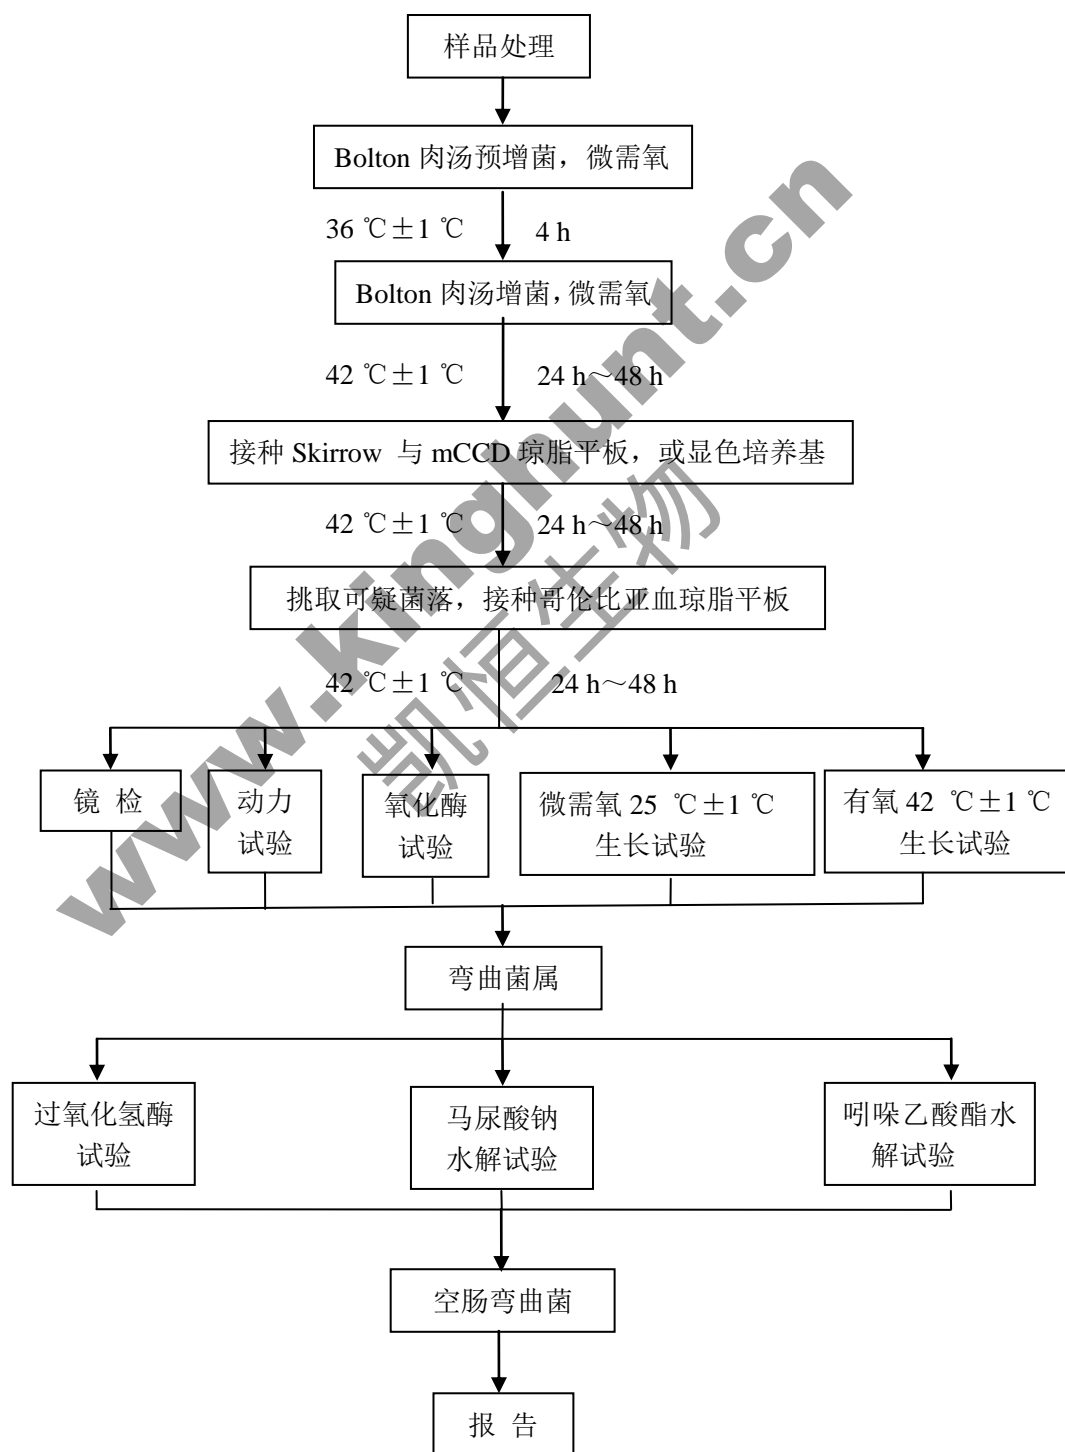 样品处理
Bolton 肉汤预增菌，微需氧
36 ℃±1 ℃ 4 h
Bolton 肉汤增菌，微需氧
42 ℃±1 ℃ 24 h～48 h
接种 Skirrow 与 mCCD 琼脂平板，或显色培养基
42 ℃±1 ℃ 24 h～48 h
挑取可疑菌落，接种哥伦比亚血琼脂平板
42 ℃±1 ℃ 24 h～48 h
镜 检
动力
试验
氧化酶
试验
微需氧 25 ℃±1 ℃
生长试验
有氧 42 ℃±1 ℃
生长试验
弯曲菌属
过氧化氢酶
试验
马尿酸钠
水解试验
吲哚乙酸酯水
解试验
空肠弯曲菌
报 告
www.kinghunt.cn
凯恒生物